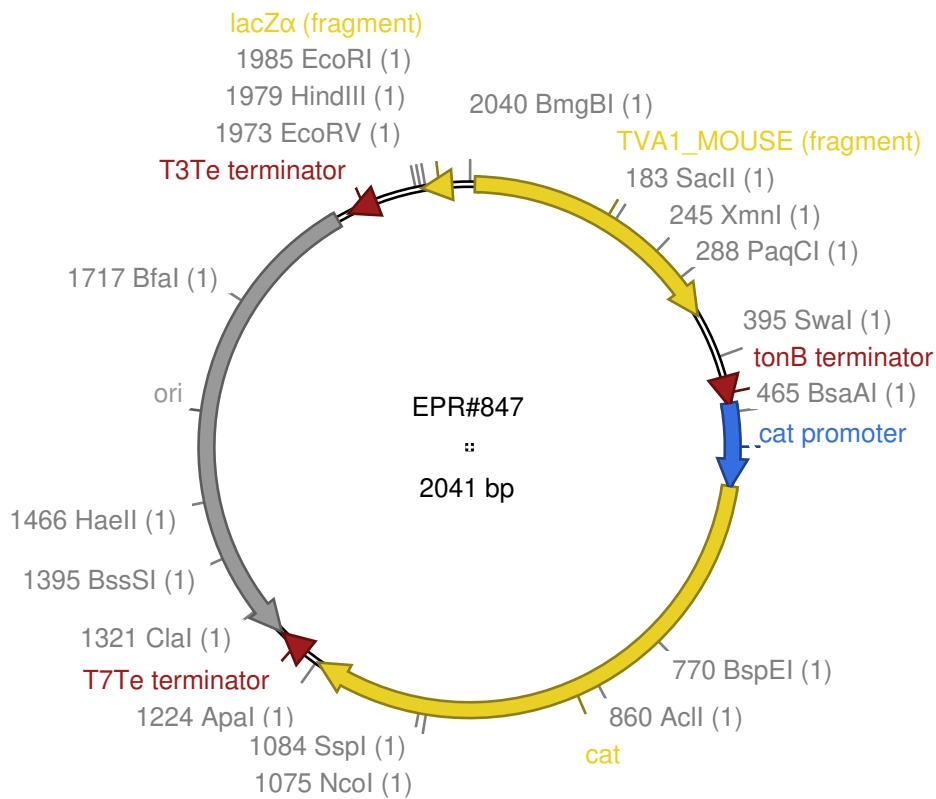 lacZα (fragment)
1985 EcoRI (1)
1979 HindIII (1)
2040 BmgBI (1)
1973 EcoRV (1)
TVA1_MOUSE (fragment)
T3Te terminator
183 SacII (1)
245 XmnI (1)
288 PaqCI (1)
1717 BfaI (1)
395 SwaI (1)
tonB terminator
465 BsaAI (1)
ori
EPR#847
cat promoter
2041 bp
1466 HaeII (1)
1395 BssSI (1)
1321 ClaI (1)
770 BspEI (1)
T7Te terminator
1224 ApaI (1)
860 AclI (1)
1084 SspI (1)
cat
1075 NcoI (1)